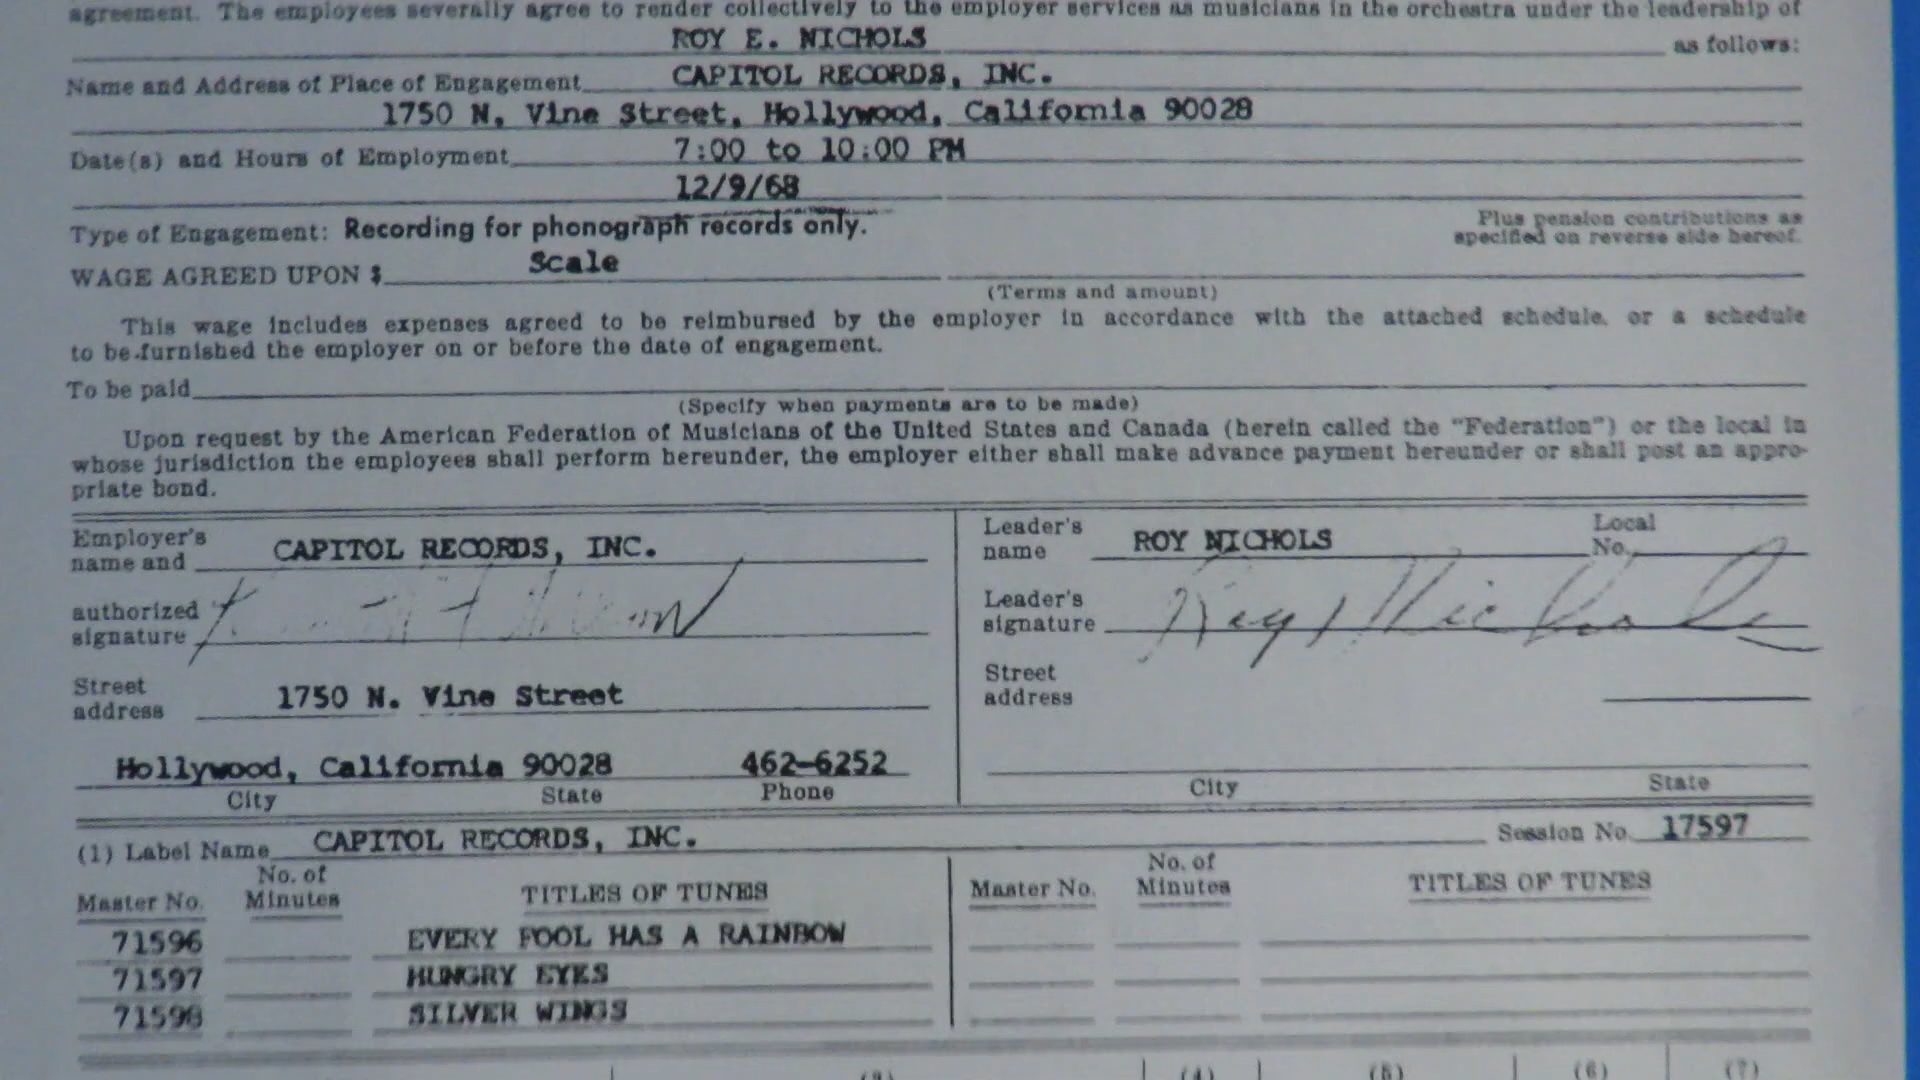 agreement. The employees severally agree to render collectively to the employer services as musicians in the orchestra under the leadership of
ROY E. NICHOLS as follows:
Name and Address of Place of Engagement CAPITOL RECORDS, INC.
1750 N. Vine Street, Hollywood, California 90028
Date(s) and Hours of Employment 7:00 to 10:00 PM
12/9/68
Type of Engagement: Recording for phonograph records only.
Plus pension contributions as
specified on reverse side hereof.
WAGE AGREED UPON $ Scale
(Terms and amount)
This wage includes expenses agreed to be reimbursed by the employer in accordance with the attached schedule, or a schedule
to be furnished the employer on or before the date of engagement.
To be paid
(Specify when payments are to be made)
Upon request by the American Federation of Musicians of the United States and Canada (herein called the "Federation") or the local in
whose jurisdiction the employees shall perform hereunder, the employer either shall make advance payment hereunder or shall post an appro-
priate bond.
Employer's
name and CAPITOL RECORDS, INC.
authorized
signature
Street
address 1750 N. Vine Street
Hollywood, California 90028 462-6252
City State Phone
Leader's
name ROY NICHOLS
Local
No.
Leader's
signature Roy Nichols
Street
address
City State
(1) Label Name CAPITOL RECORDS, INC. Session No. 17597
Master No. No. of Minutes TITLES OF TUNES Master No. No. of Minutes TITLES OF TUNES
71596 EVERY FOOL HAS A RAINBOW
71597 HUNGRY EYES
71598 SILVER WINGS
(4) (5) (6) (7)